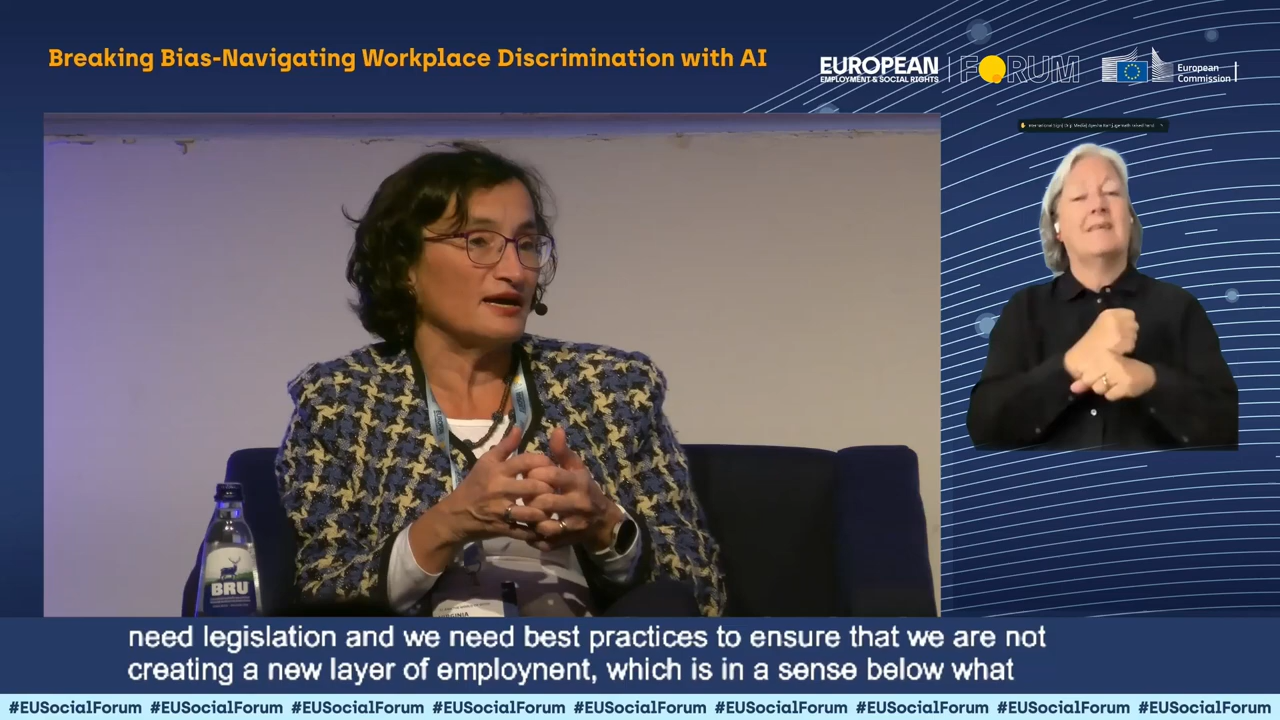 Breaking Bias-Navigating Workplace Discrimination with AI
EUROPEAN
EMPLOYMENT & SOCIAL RIGHTS
FORUM
European
Commission
BRU
need legislation and we need best practices to ensure that we are not
creating a new layer of employnent, which is in a sense below what
#EUSocialForum #EUSocialForum #EUSocialForum #EUSocialForum #EUSocialForum #EUSocialForum #EUSocialForum #EUSocialForum #EUSocialForum